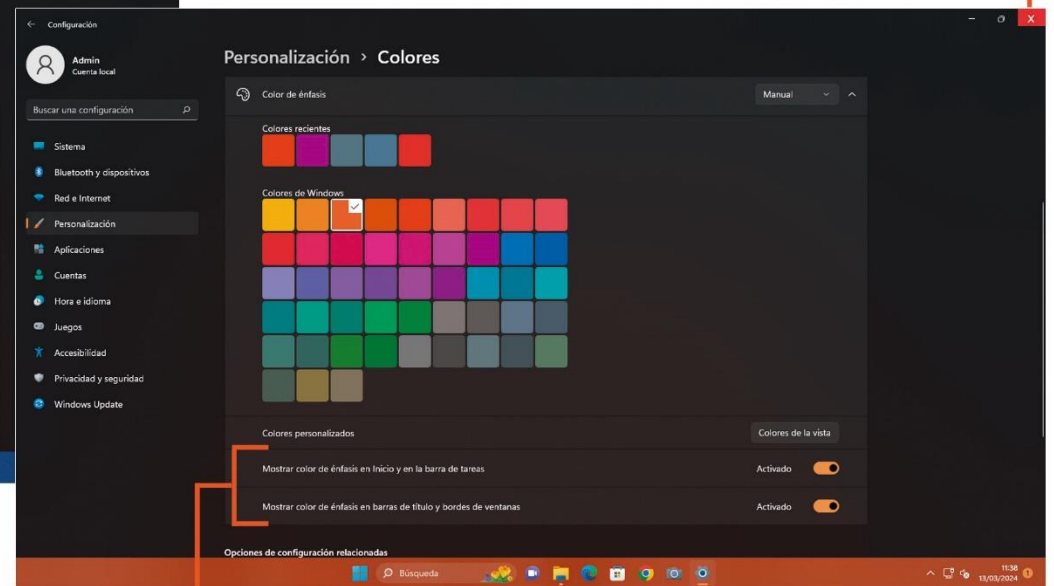 Configuración
Admin
Cuenta local
Buscar una configuración
Sistema
Bluetooth y dispositivos
Red e Internet
Personalización
Aplicaciones
Cuentas
Hora e idioma
Juegos
Accesibilidad
Privacidad y seguridad
Windows Update
Personalización > Colores
Color de énfasis
Manual
Colores recientes
Colores de Windows
Colores personalizados
Colores de la vista
Mostrar color de énfasis en Inicio y en la barra de tareas
Activado
Mostrar color de énfasis en barras de título y bordes de ventanas
Activado
Opciones de configuración relacionadas
Búsqueda
11:38
13/03/2024
1